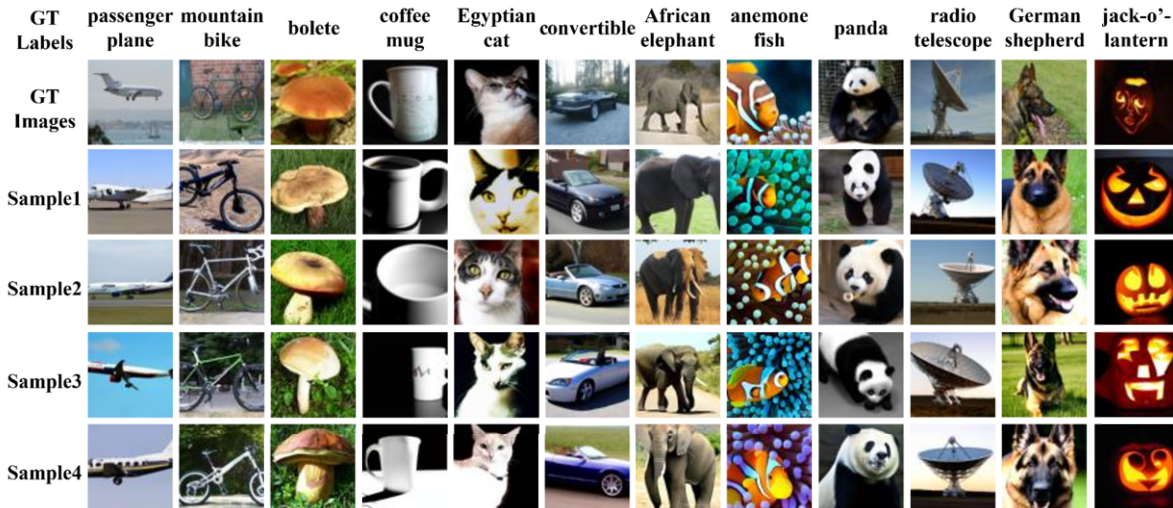 GT Labels passenger plane mountain bike bolete coffee mug Egyptian cat convertible African elephant anemone fish panda radio telescope German shepherd jack-o'-lantern
GT Images
Sample1
Sample2
Sample3
Sample4